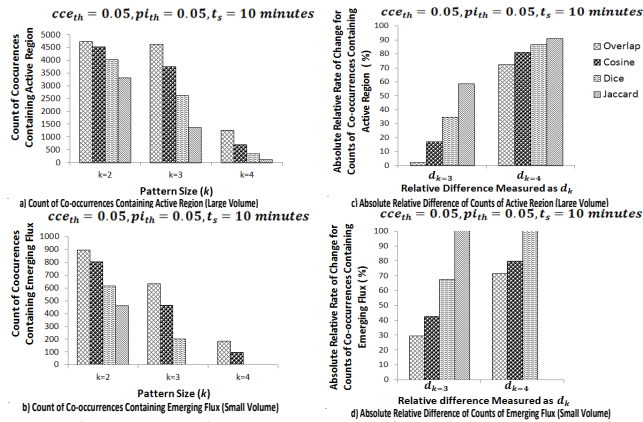 cce_th = 0.05, pi_th = 0.05, t_s = 10 minutes
Count of Coocurences
Containing Active Region
5000
4500
4000
3500
3000
2500
2000
1500
1000
500
0
k=2
k=3
k=4
Pattern Size (k)
a) Count of Co-occurrences Containing Active Region (Large Volume)
cce_th = 0.05, pi_th = 0.05, t_s = 10 minutes
Absolute Relative Rate of Change for
Counts of Co-occurrences Containing
Active Region ( %)
100
90
80
70
60
50
40
30
20
10
0
d_k=3
d_k=4
Overlap
Cosine
Dice
Jaccard
Relative Difference Measured as d_k
c) Absolute Relative Difference of Counts of Active Region (Large Volume)
cce_th = 0.05, pi_th = 0.05, t_s = 10 minutes
Count of Coocurences
Containing Emerging Flux
1000
900
800
700
600
500
400
300
200
100
0
k=2
k=3
k=4
Pattern Size (k)
b) Count of Co-occurrences Containing Emerging Flux (Small Volume)
cce_th = 0.05, pi_th = 0.05, t_s = 10 minutes
Absolute Relative Rate of Change for
Counts of Co-occurrences Containing
Emerging Flux ( %)
100
90
80
70
60
50
40
30
20
10
0
d_k=3
d_k=4
Relative difference Measured as d_k
d) Absolute Relative Difference of Counts of Emerging Flux (Small Volume)